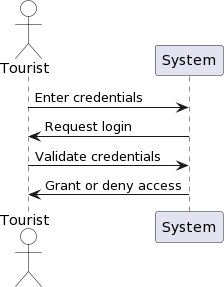 Tourist
System
Enter credentials
Request login
Validate credentials
Grant or deny access
Tourist
System